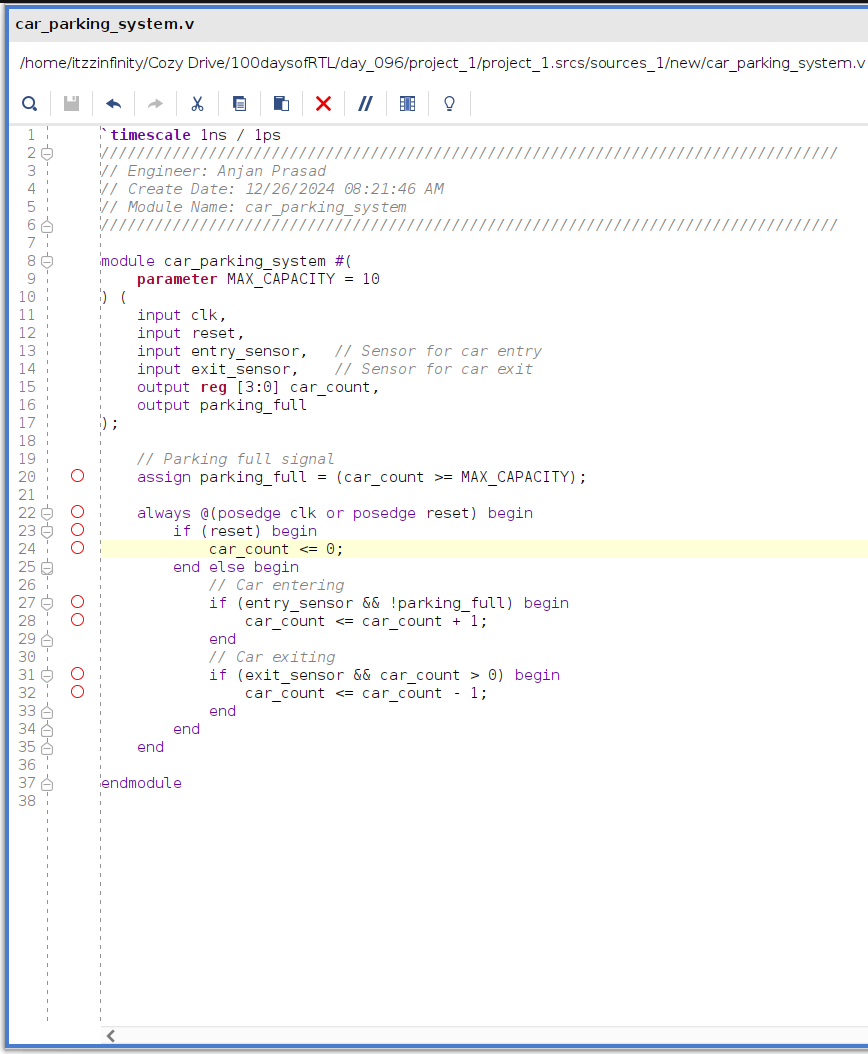 car_parking_system.v
/home/itzzinfinity/Cozy Drive/100daysofRTL/day_096/project_1/project_1.srcs/sources_1/new/car_parking_system.v
1 `timescale 1ns / 1ps
2 //////////////////////////////////////////////////////////////////////////////////
3 // Engineer: Anjan Prasad
4 // Create Date: 12/26/2024 08:21:46 AM
5 // Module Name: car_parking_system
6 //////////////////////////////////////////////////////////////////////////////////
7
8 module car_parking_system #(
9     parameter MAX_CAPACITY = 10
10 ) (
11     input clk,
12     input reset,
13     input entry_sensor,   // Sensor for car entry
14     input exit_sensor,    // Sensor for car exit
15     output reg [3:0] car_count,
16     output parking_full
17 );
18
19     // Parking full signal
20     assign parking_full = (car_count >= MAX_CAPACITY);
21
22     always @(posedge clk or posedge reset) begin
23         if (reset) begin
24             car_count <= 0;
25         end else begin
26             // Car entering
27             if (entry_sensor && !parking_full) begin
28                 car_count <= car_count + 1;
29             end
30             // Car exiting
31             if (exit_sensor && car_count > 0) begin
32                 car_count <= car_count - 1;
33             end
34         end
35     end
36
37 endmodule
38